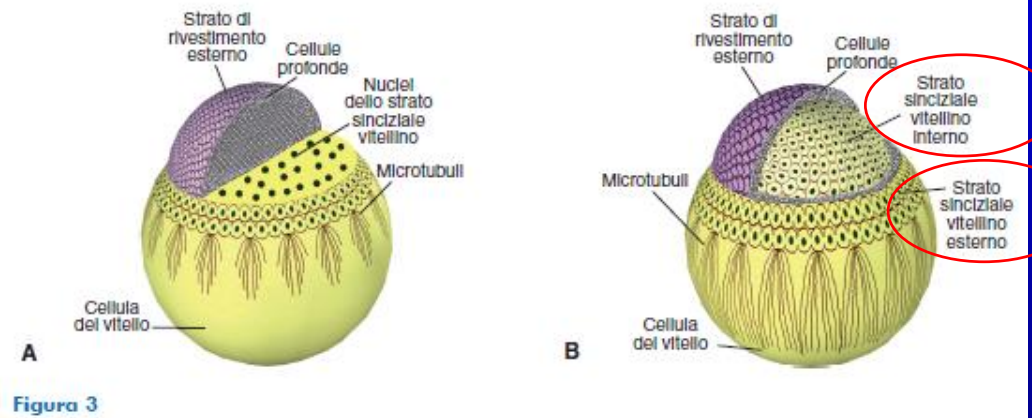 Strato di
rivestimento
esterno
Cellule
profonde
Nuclei
dello strato
sinciziale
vitellino
Microtubuli
Cellula
del vitello
A
Strato di
rivestimento
esterno
Cellule
profonde
Strato
sinciziale
vitellino
interno
Microtubuli
Strato
sinciziale
vitellino
esterno
Cellula
del vitello
B
Figura 3